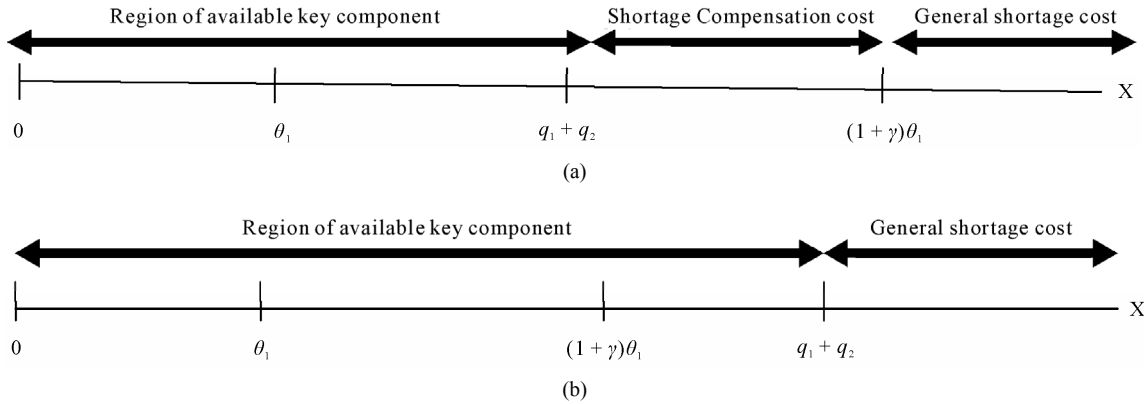 Region of available key component Shortage Compensation cost General shortage cost
X
0 θ₁ q₁ + q₂ (1 + γ)θ₁
(a)
Region of available key component General shortage cost
X
0 θ₁ (1 + γ)θ₁ q₁ + q₂
(b)